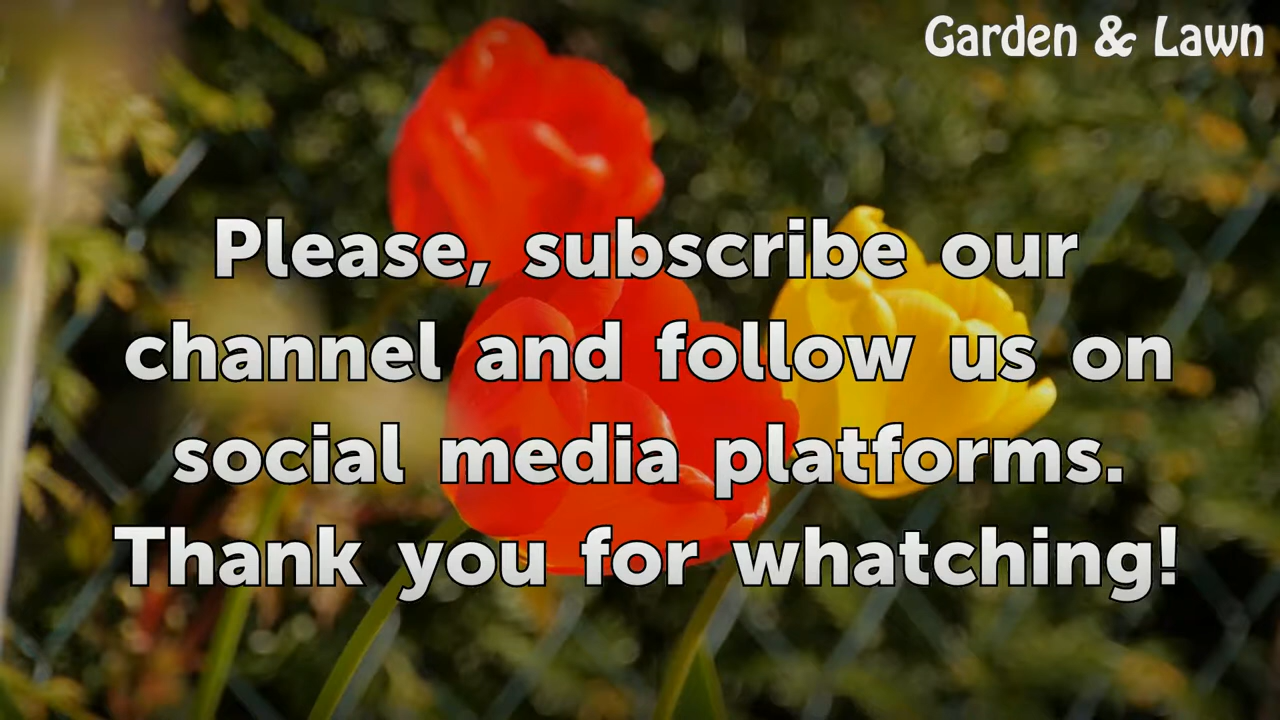 Garden & Lawn
Please, subscribe our
channel and follow us on
social media platforms.
Thank you for whatching!